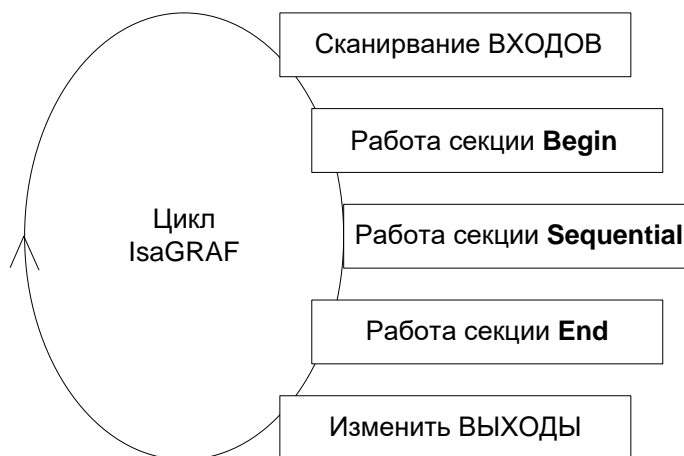 Сканирвание ВХОДОВ
Работа секции Begin
Цикл
IsaGRAF
Работа секции Sequential
Работа секции End
Изменить ВЫХОДЫ